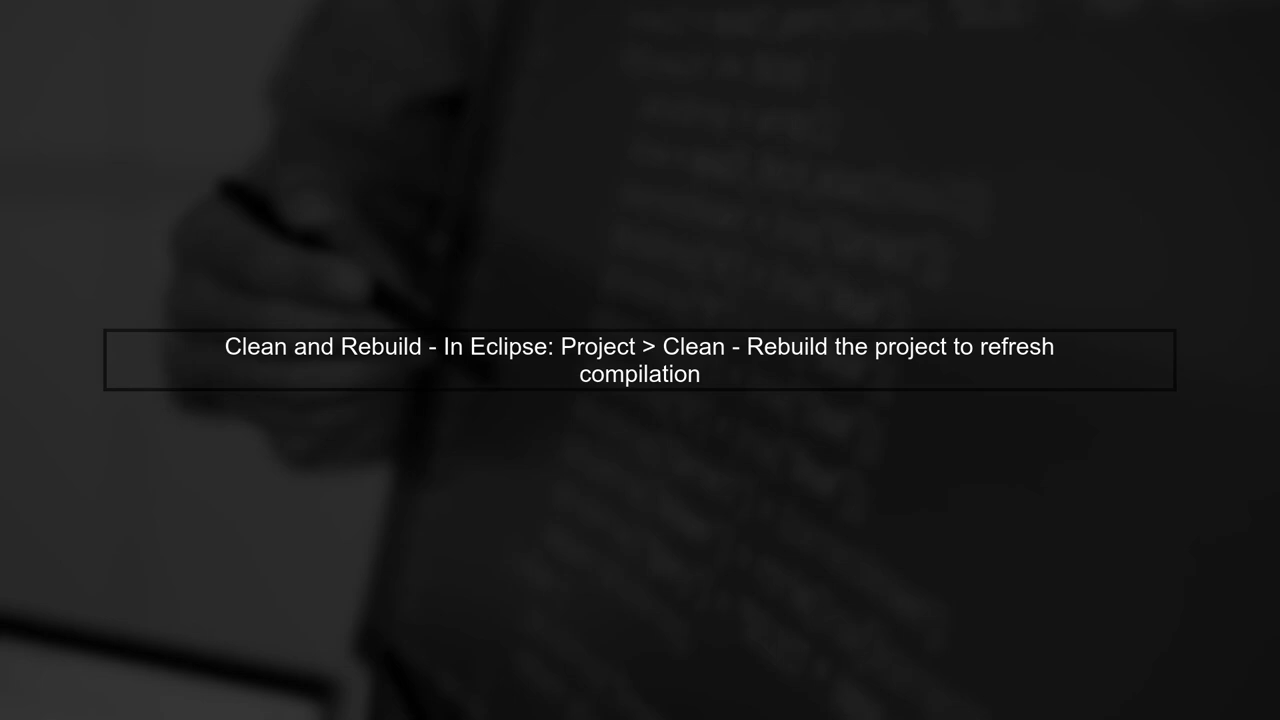 Clean and Rebuild - In Eclipse: Project > Clean - Rebuild the project to refresh
compilation